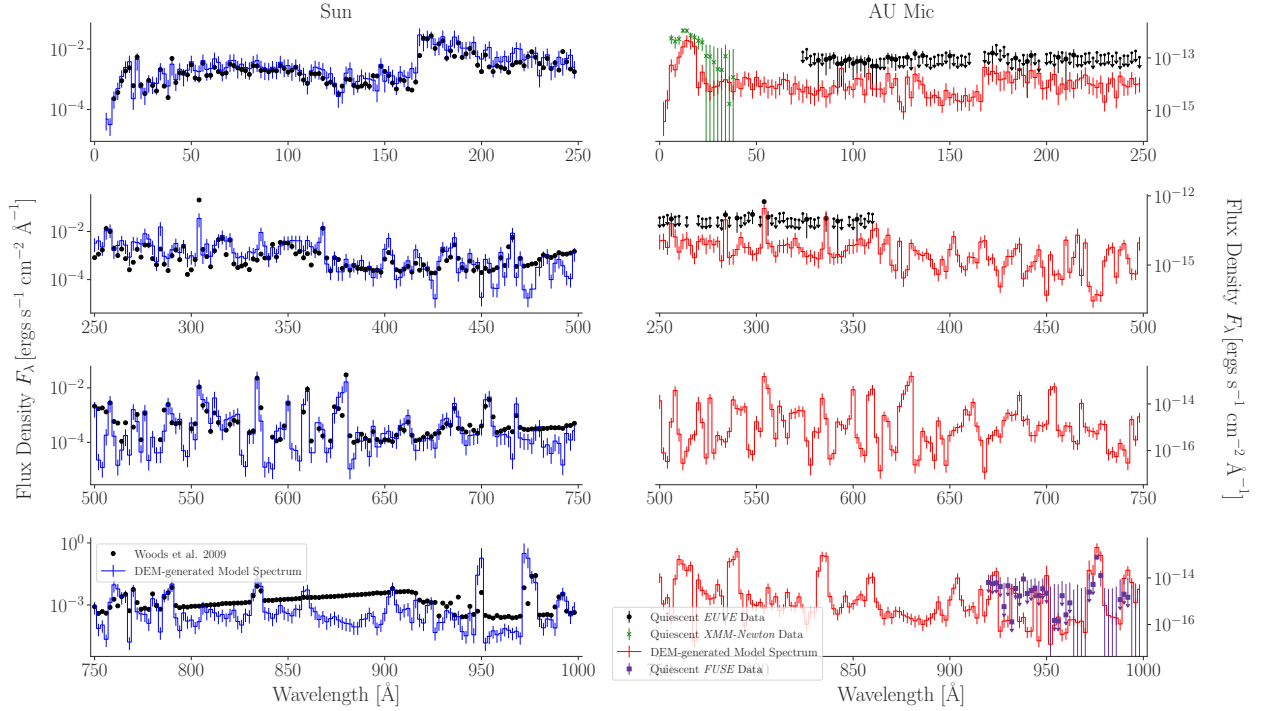 Sun
AU Mic
10⁻²
10⁻⁴
0 50 100 150 200 250
10⁻¹³
10⁻¹⁵
0 50 100 150 200 250
10⁻²
10⁻⁴
250 300 350 400 450 500
10⁻¹²
10⁻¹⁵
250 300 350 400 450 500
10⁻²
10⁻⁴
500 550 600 650 700 750
10⁻¹⁴
10⁻¹⁶
500 550 600 650 700 750
10⁰
10⁻³
750 800 850 900 950 1000
Woods et al. 2009
DEM-generated Model Spectrum
10⁻¹⁴
10⁻¹⁶
850 900 950 1000
Quiescent EUVE Data
Quiescent XMM-Newton Data
DEM-generated Model Spectrum
Quiescent FUSE Data
Wavelength [Å]
Wavelength [Å]
Flux Density F_λ [ergs s⁻¹ cm⁻² Å⁻¹]
Flux Density F_λ [ergs s⁻¹ cm⁻² Å⁻¹]